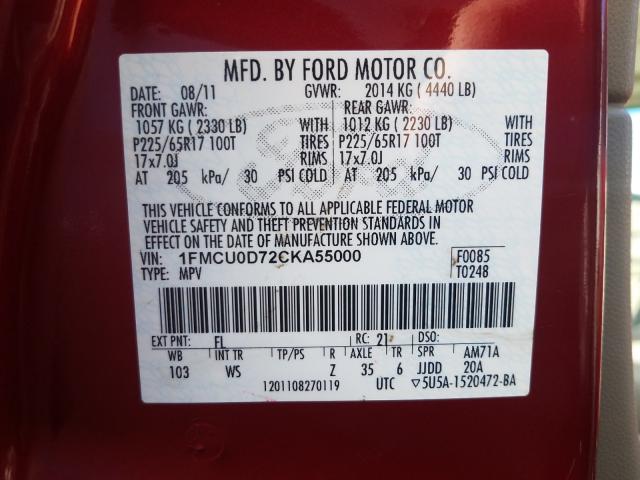 MFD. BY FORD MOTOR CO.
DATE: 08/11 GVWR: 2014 KG ( 4440 LB)
FRONT GAWR: REAR GAWR:
1057 KG ( 2330 LB) WITH 1012 KG ( 2230 LB) WITH
P225/65R17 100T TIRES P225/65R17 100T TIRES
17x7.0J RIMS 17x7.0J RIMS
AT 205 kPa/ 30 PSI COLD AT 205 kPa/ 30 PSI COLD
THIS VEHICLE CONFORMS TO ALL APPLICABLE FEDERAL MOTOR
VEHICLE SAFETY AND THEFT PREVENTION STANDARDS IN
EFFECT ON THE DATE OF MANUFACTURE SHOWN ABOVE.
VIN: 1FMCU0D72CKA55000 F0085
TYPE: MPV T0248
EXT PNT: FL RC: 21 DSO:
WB INT TR TP/PS R AXLE TR SPR AM71A
103 WS Z 35 6 JJDD 20A
1201108270119 UTC ▽5U5A-1520472-BA